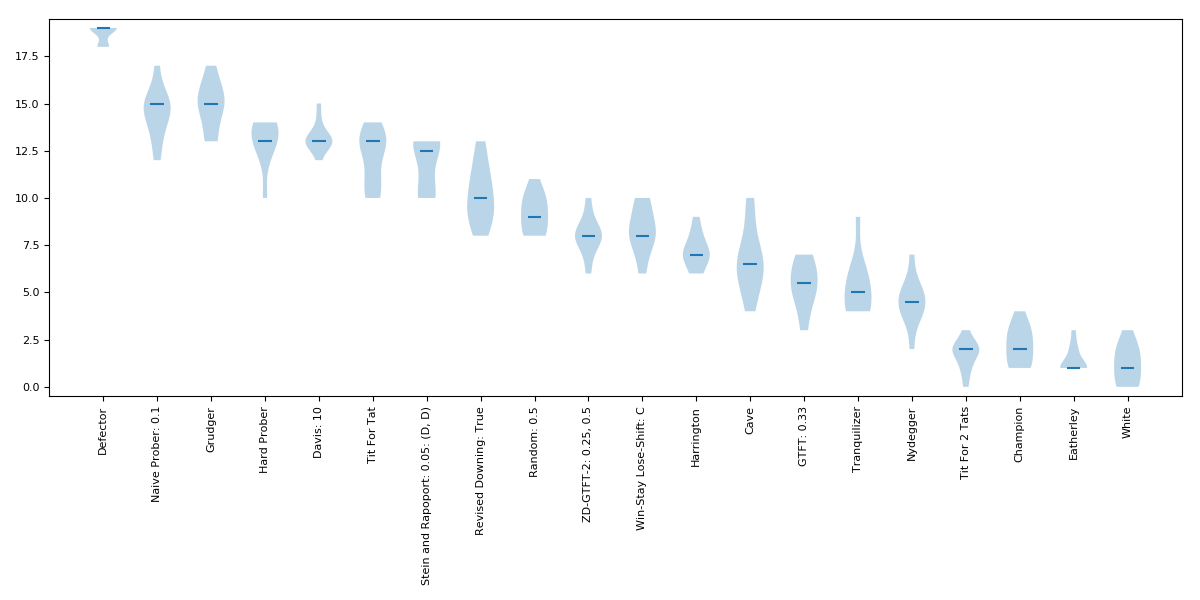 17.5
15.0
12.5
10.0
7.5
5.0
2.5
0.0
Defector
Naive Prober: 0.1
Grudger
Hard Prober
Davis: 10
Tit For Tat
Stein and Rapoport: 0.05: (D, D)
Revised Downing: True
Random: 0.5
ZD-GTFT-2: 0.25, 0.5
Win-Stay Lose-Shift: C
Harrington
Cave
GTFT: 0.33
Tranquilizer
Nydegger
Tit For 2 Tats
Champion
Eatherley
White